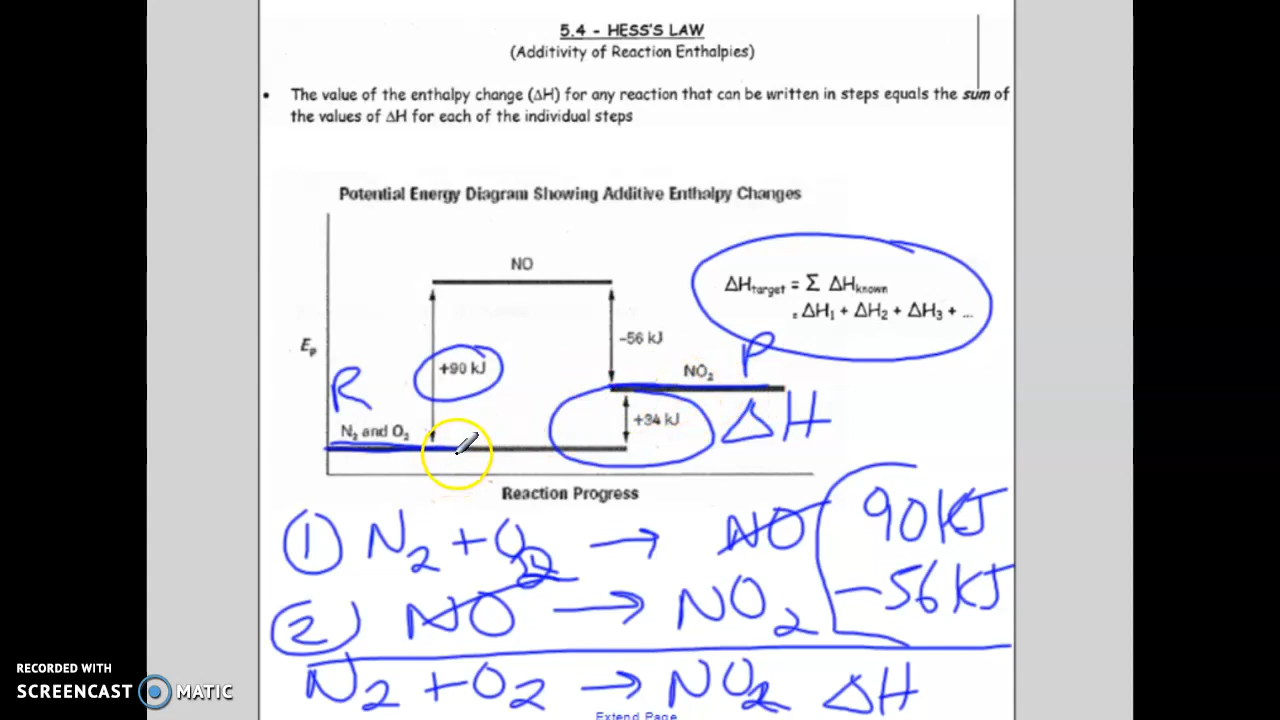 5.4 - HESS'S LAW
(Additivity of Reaction Enthalpies)
• The value of the enthalpy change (ΔH) for any reaction that can be written in steps equals the sum of
the values of ΔH for each of the individual steps
Potential Energy Diagram Showing Additive Enthalpy Changes
NO
ΔHtarget = Σ ΔHknown
= ΔH₁ + ΔH₂ + ΔH₃ + ...
-56 kJ
Eₚ
+90 kJ
NO₂
P
R
N₂ and O₂
+34 kJ
ΔH
Reaction Progress
① N₂ + O₂ → NO 90 KJ
② NO → NO₂ -56 KJ
N₂ + O₂ → NO₂ ΔH
Extend Page
RECORDED WITH
SCREENCAST MATIC